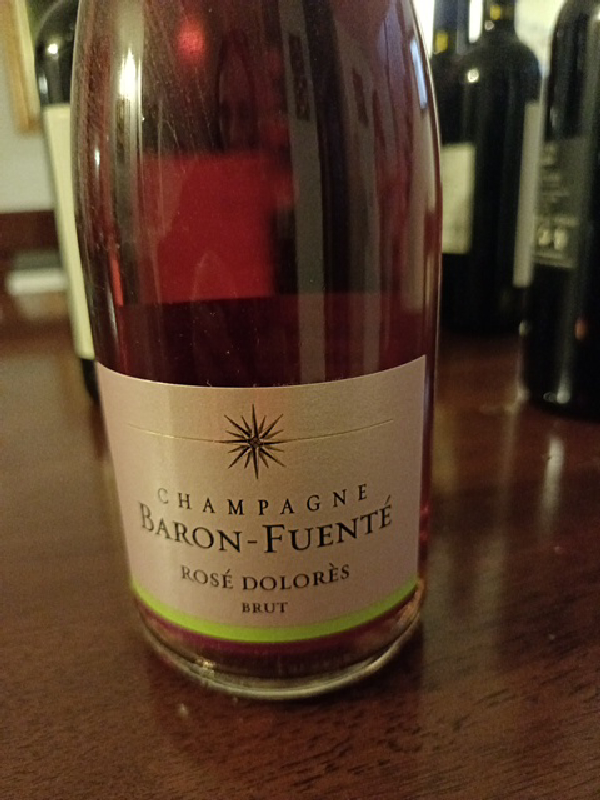 CHAMPAGNE
BARON-FUENTÉ
ROSÉ DOLORÈS
BRUT